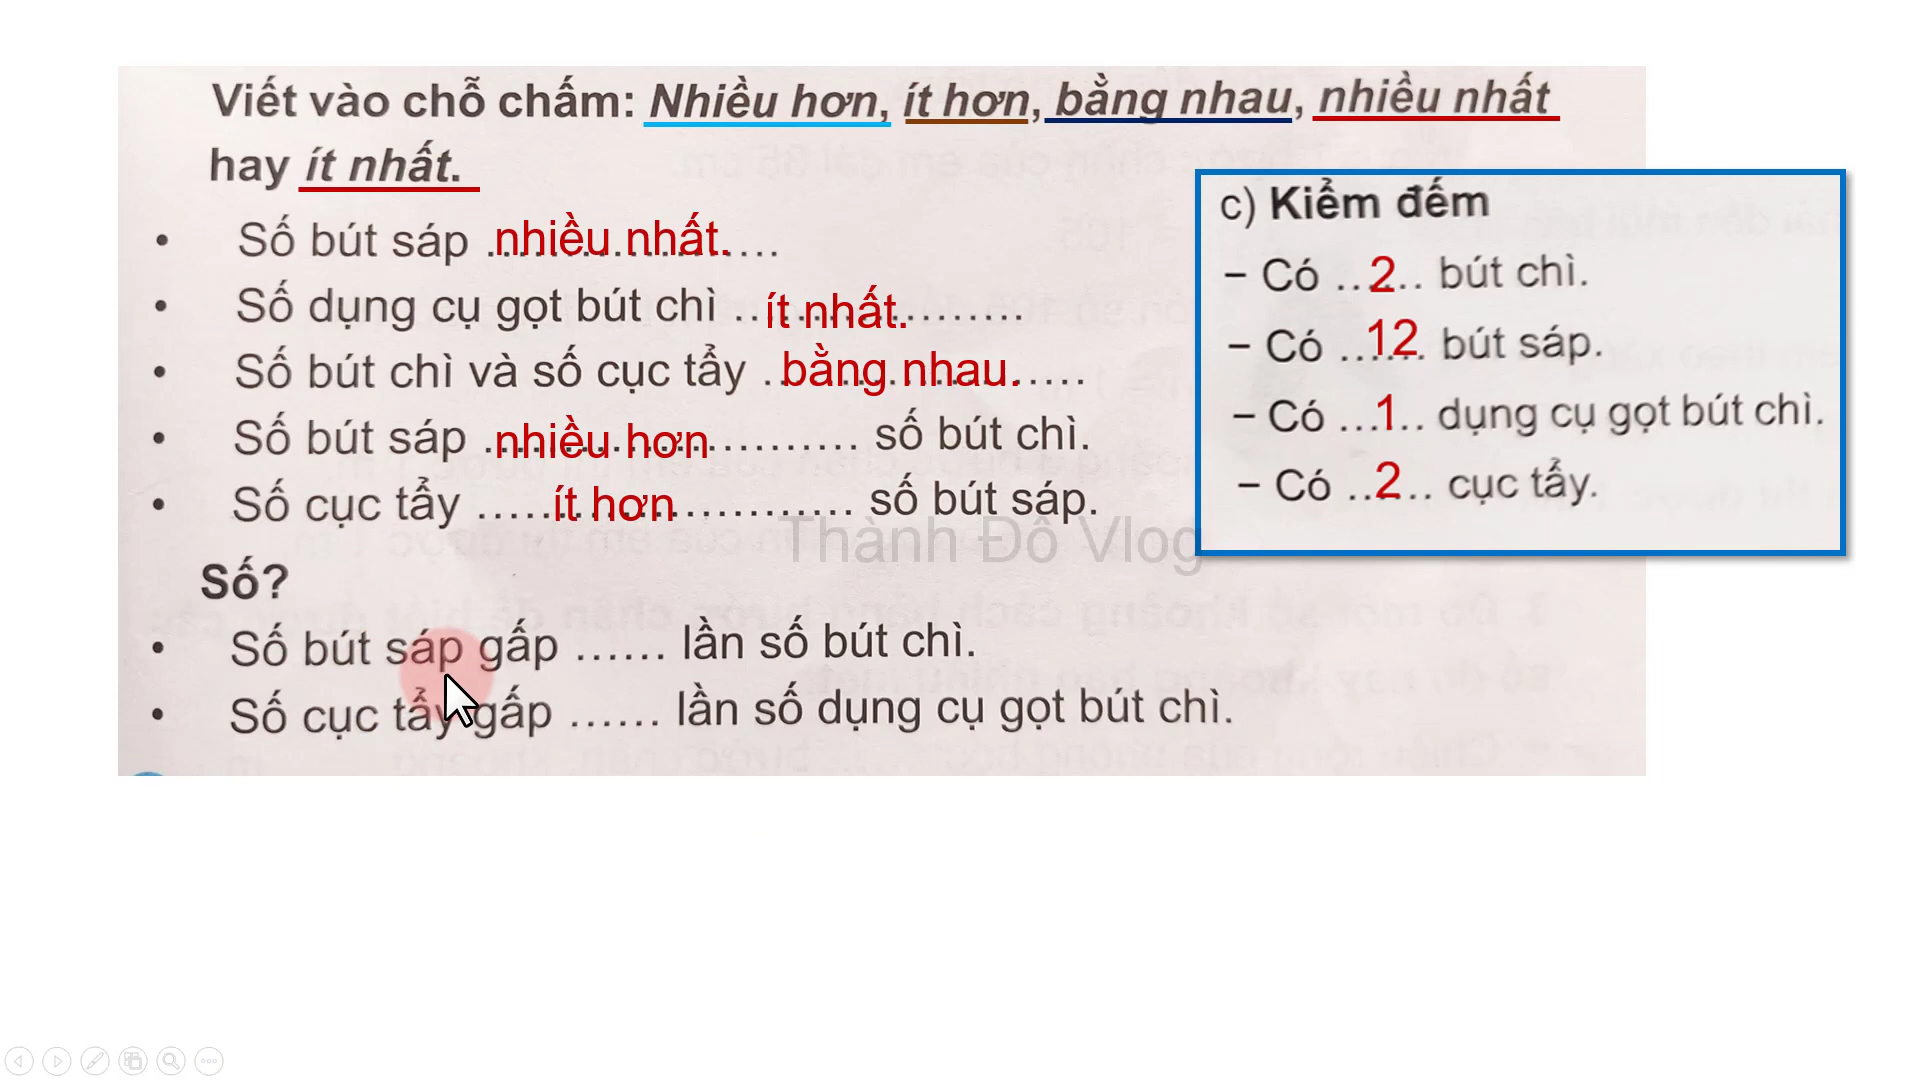 Viết vào chỗ chấm: Nhiều hơn, ít hơn, bằng nhau, nhiều nhất
hay ít nhất.
• Số bút sáp ..nhiều nhất....
• Số dụng cụ gọt bút chì ..ít nhất.......
• Số bút chì và số cục tẩy ..bằng nhau.....
• Số bút sáp ..nhiều hơn.......... số bút chì.
• Số cục tẩy .....ít hơn............ số bút sáp.
Số?
• Số bút sáp gấp ...... lần số bút chì.
• Số cục tẩy gấp ...... lần số dụng cụ gọt bút chì.
c) Kiểm đếm
– Có ..2.. bút chì.
– Có ..12.. bút sáp.
– Có ...1.. dụng cụ gọt bút chì.
– Có ..2.. cục tẩy.
Thành Đô Vlog